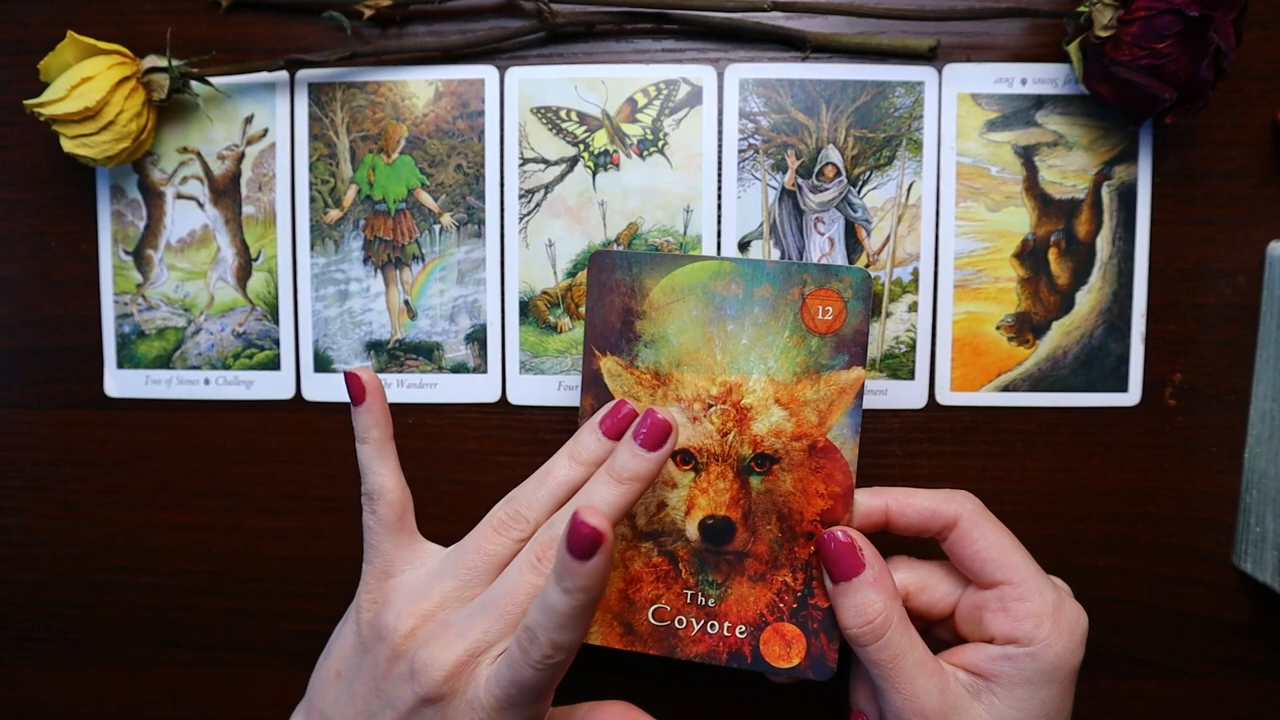 of Stones Bear
Two of Stones Challenge
The Wanderer
Four
ment
12
The
Coyote